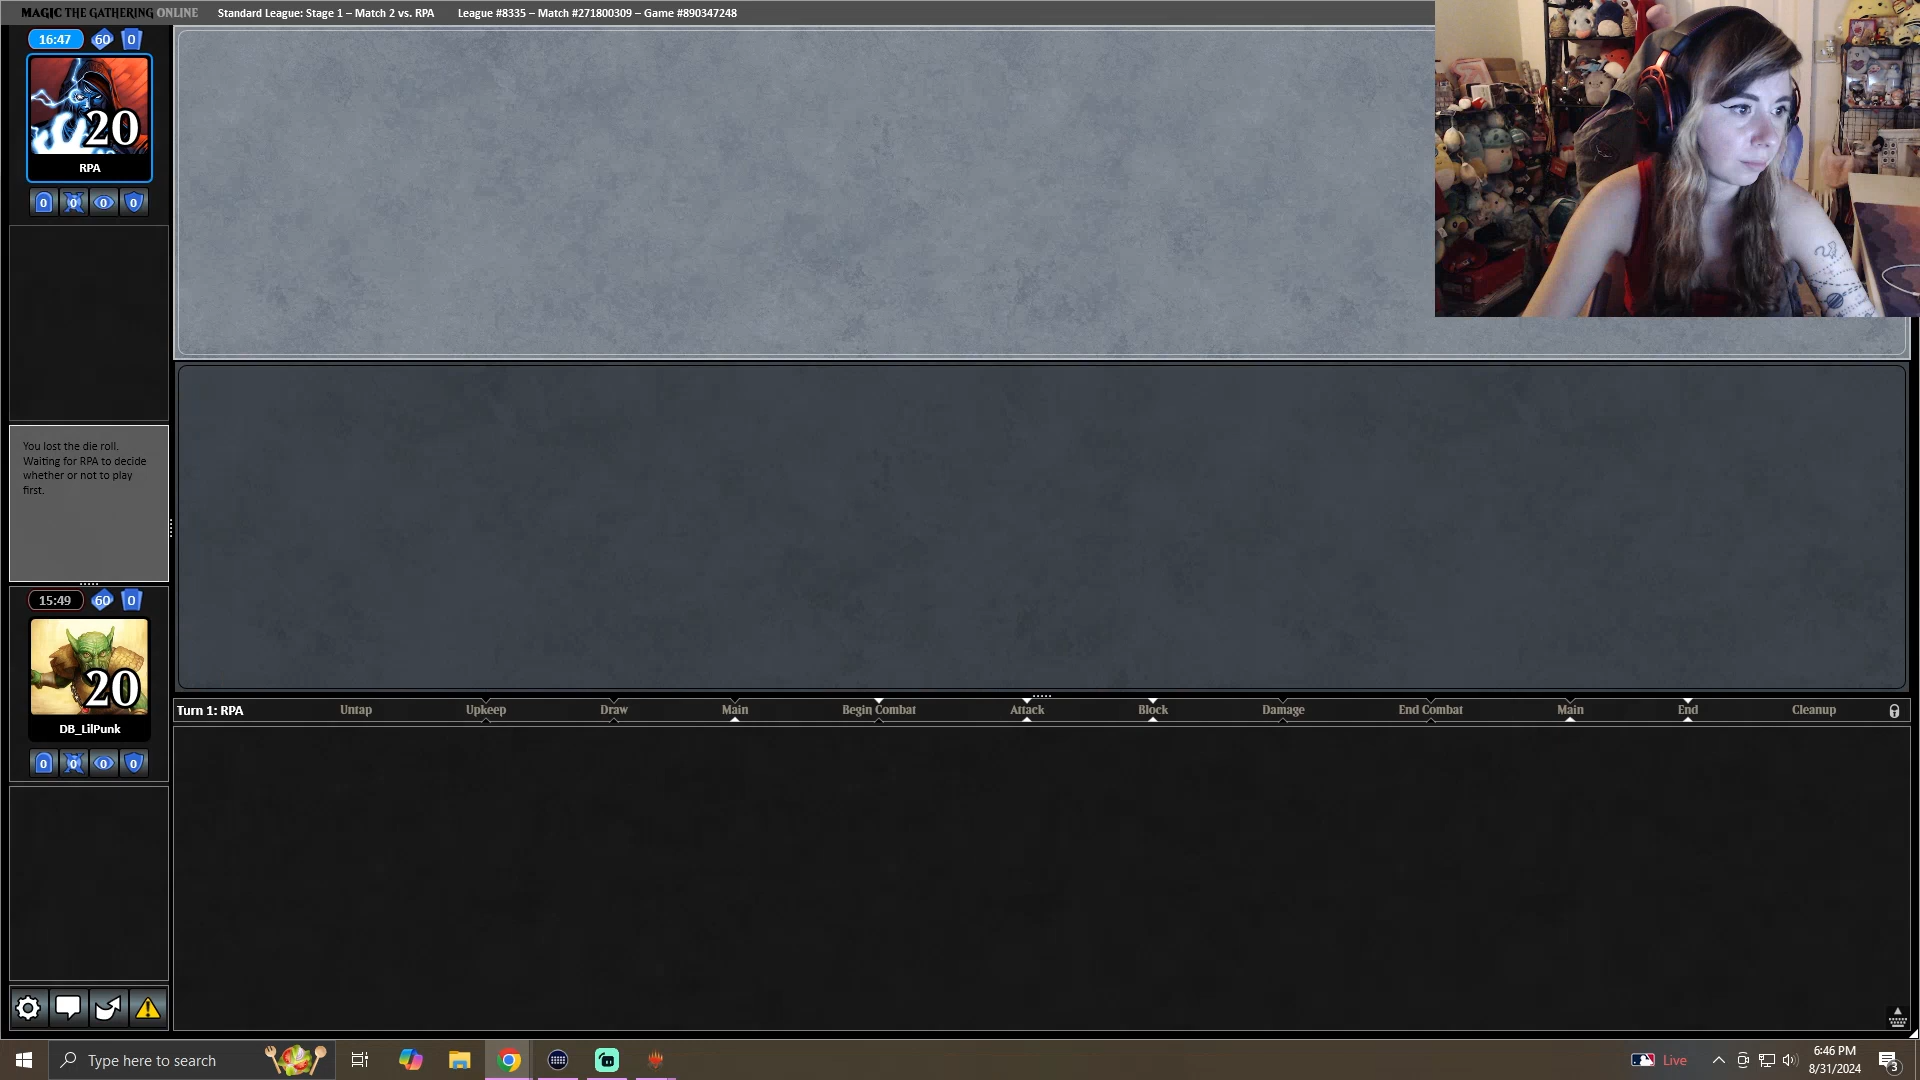 MAGIC THE GATHERING ONLINE
Standard League: Stage 1 – Match 2 vs. RPA
League #8335 – Match #271800309 – Game #890347248
16:47
60
0
20
RPA
0
0
0
0
You lost the die roll.
Waiting for RPA to decide
whether or not to play
first.
15:49
60
0
20
DB_LilPunk
0
0
0
0
Turn 1: RPA
Untap
Upkeep
Draw
Main
Begin Combat
Attack
Block
Damage
End Combat
Main
End
Cleanup
Type here to search
Live
6:46 PM
8/31/2024
3